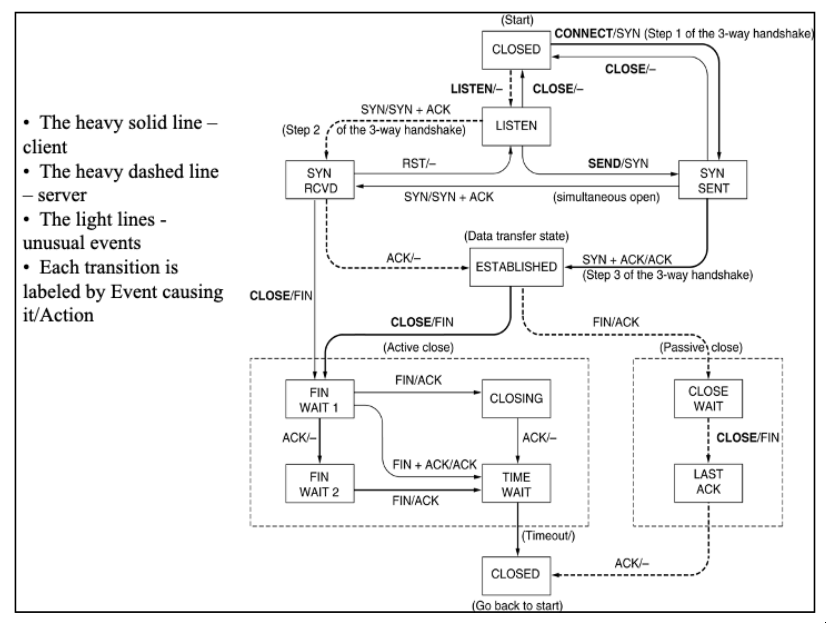 • The heavy solid line –
client
• The heavy dashed line
– server
• The light lines -
unusual events
• Each transition is
labeled by Event causing
it/Action
(Start)
CLOSED
CONNECT/SYN (Step 1 of the 3-way handshake)
CLOSE/–
LISTEN/–
CLOSE/–
SYN/SYN + ACK
(Step 2 of the 3-way handshake)
LISTEN
SYN
RCVD
RST/–
SEND/SYN
SYN
SENT
SYN/SYN + ACK
(simultaneous open)
(Data transfer state)
ACK/–
ESTABLISHED
SYN + ACK/ACK
(Step 3 of the 3-way handshake)
CLOSE/FIN
CLOSE/FIN
FIN/ACK
(Active close)
(Passive close)
FIN
WAIT 1
FIN/ACK
CLOSING
CLOSE
WAIT
ACK/–
ACK/–
CLOSE/FIN
FIN + ACK/ACK
FIN
WAIT 2
FIN/ACK
TIME
WAIT
LAST
ACK
(Timeout/)
CLOSED
ACK/–
(Go back to start)